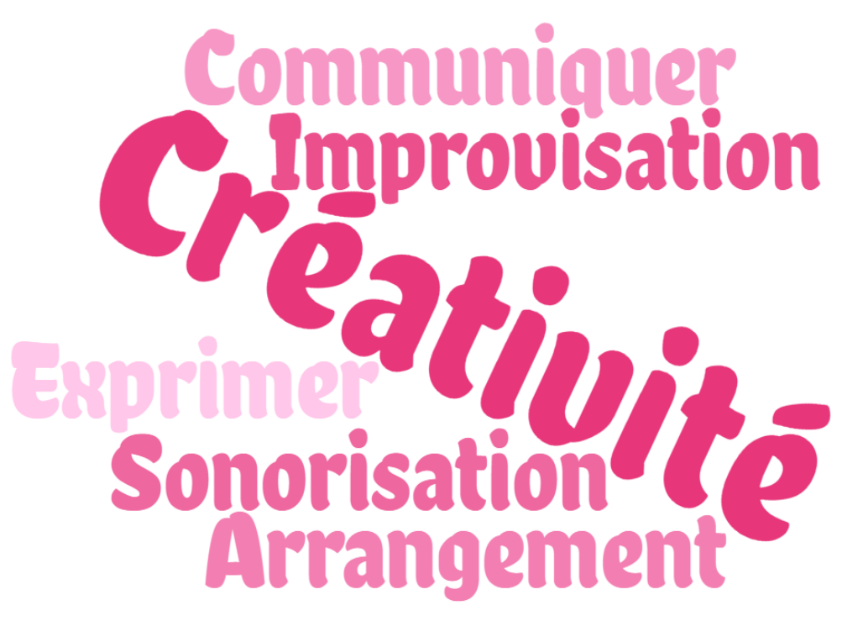 Communiquer
Improvisation
Créativité
Exprimer
Sonorisation
Arrangement